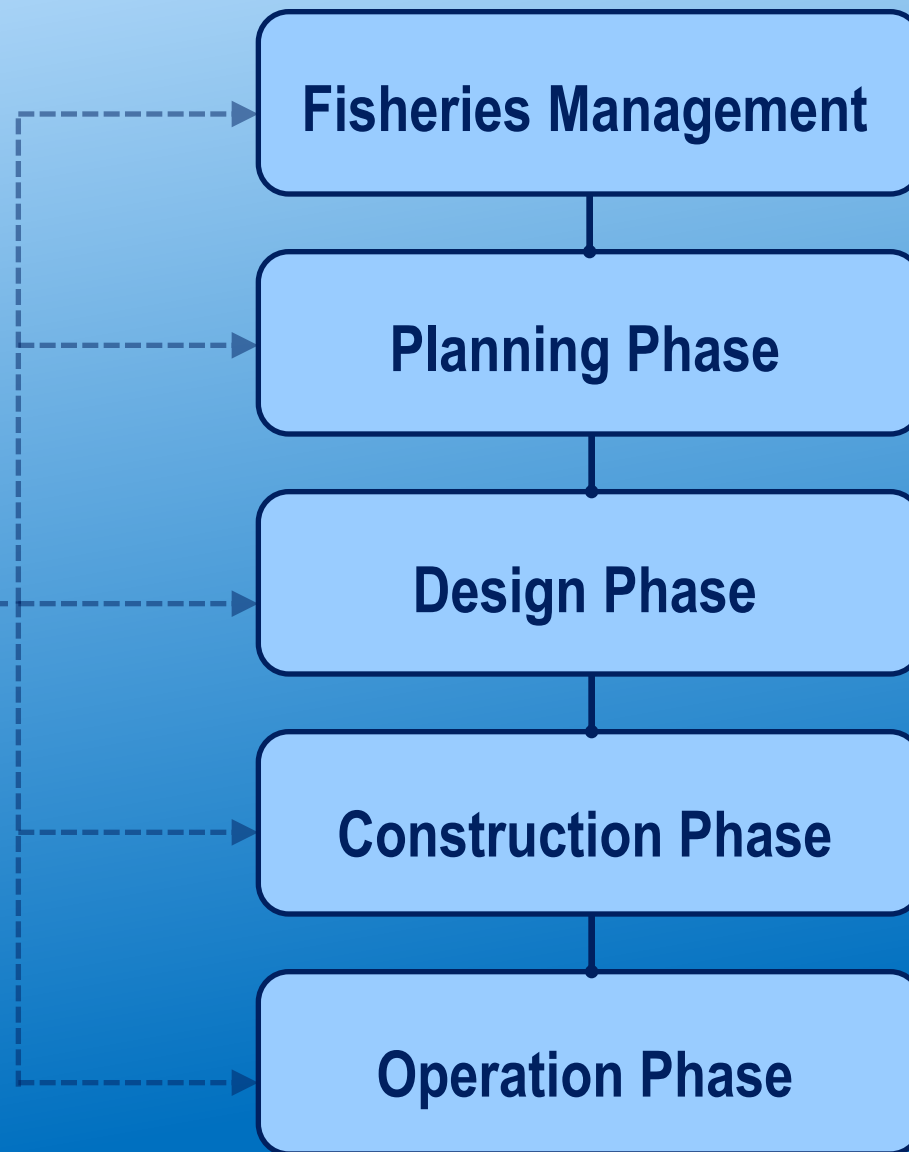 Fisheries Management
Planning Phase
Design Phase
Construction Phase
Operation Phase